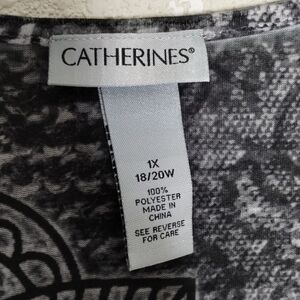 CATHERINES®
1X
18/20W
100%
POLYESTER
MADE IN
CHINA
SEE REVERSE
FOR CARE